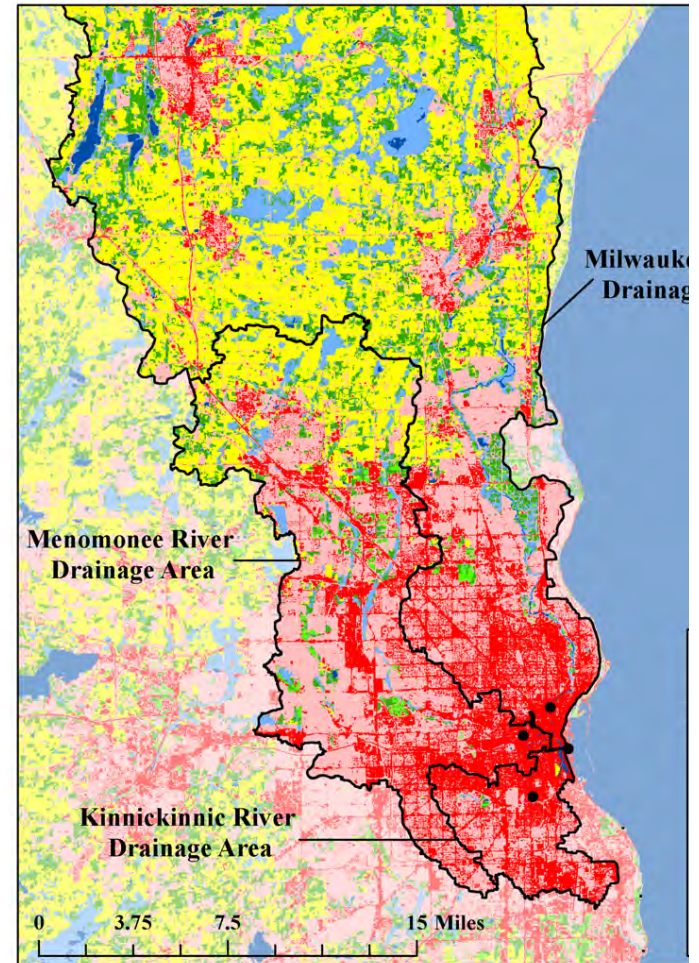 Milwauke
Drainag
Menomonee River
Drainage Area
Kinnickinnic River
Drainage Area
0 3.75 7.5 15 Miles